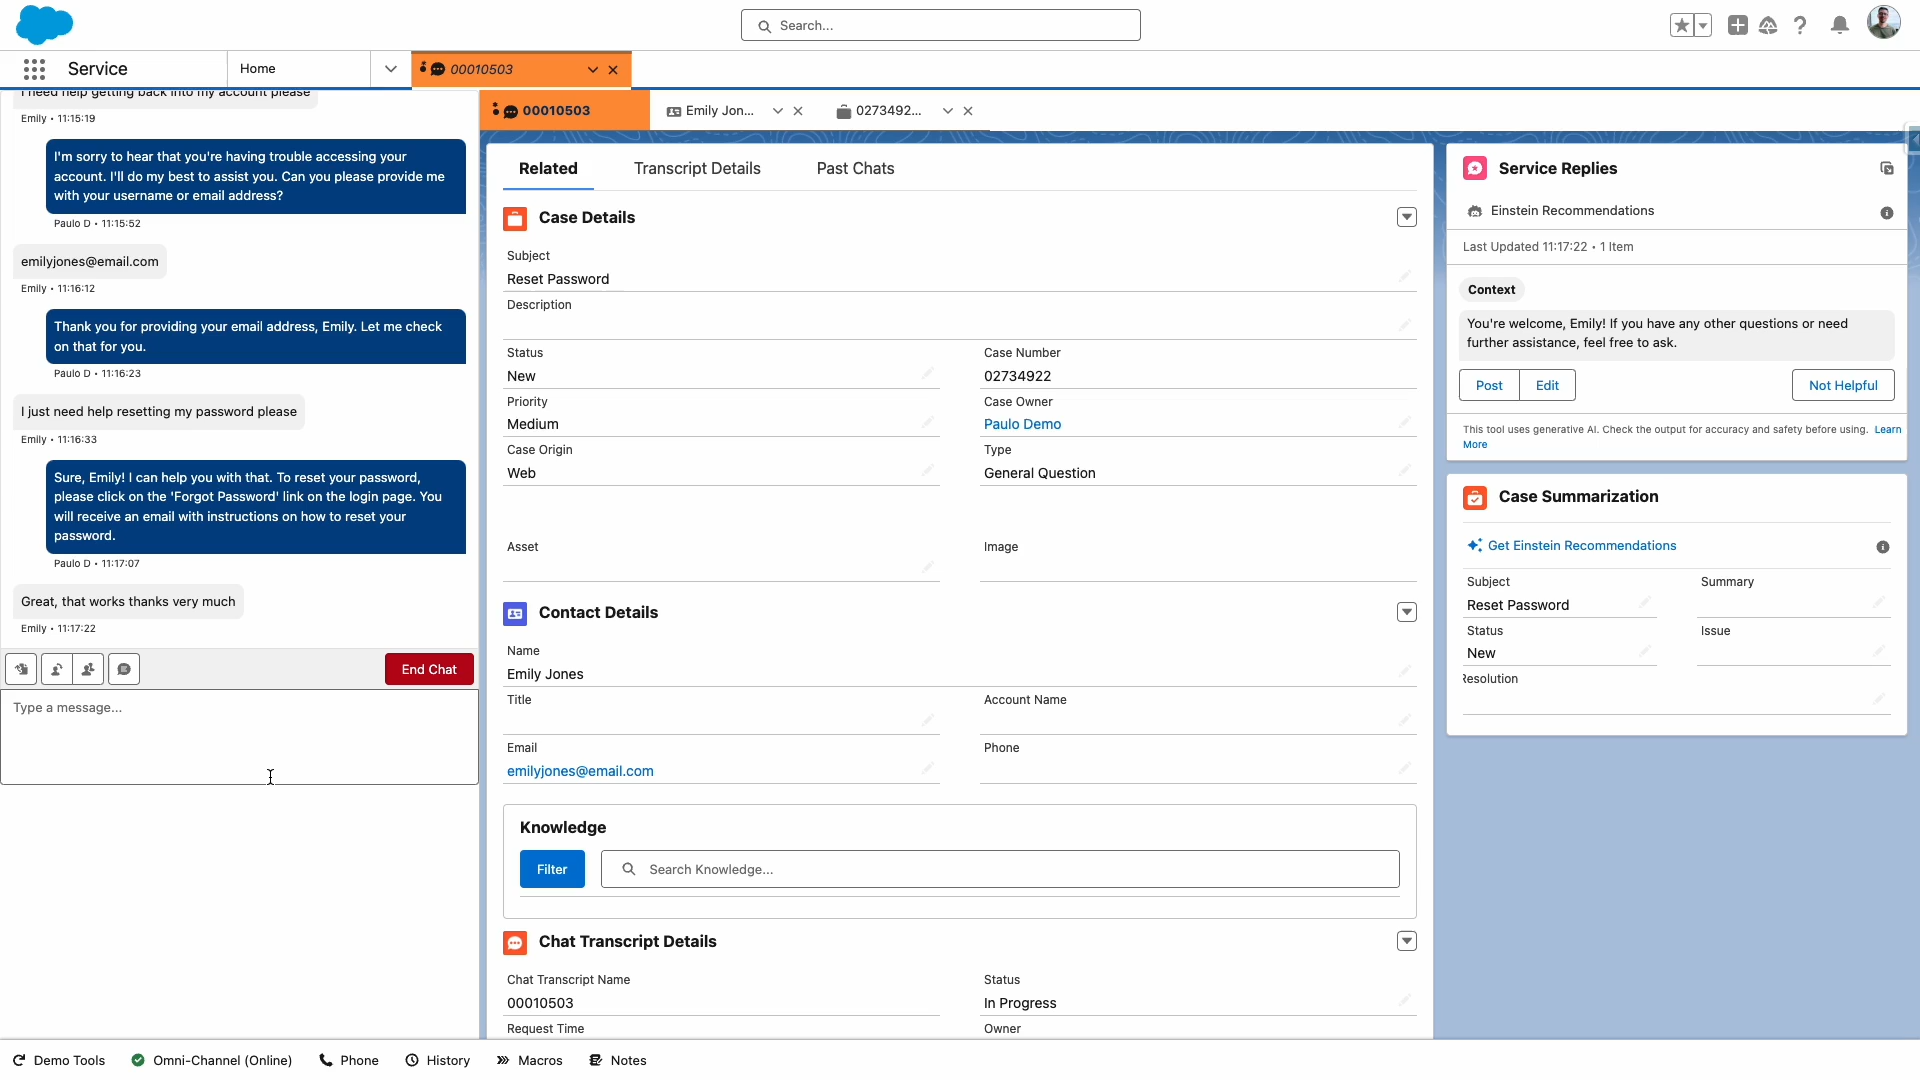 Search...
Service
Home
00010503
I need help getting back into my account please
Emily • 11:15:19
I'm sorry to hear that you're having trouble accessing your
account. I'll do my best to assist you. Can you please provide me
with your username or email address?
Paulo D • 11:15:52
emilyjones@email.com
Emily • 11:16:12
Thank you for providing your email address, Emily. Let me check
on that for you.
Paulo D • 11:16:23
I just need help resetting my password please
Emily • 11:16:33
Sure, Emily! I can help you with that. To reset your password,
please click on the 'Forgot Password' link on the login page. You
will receive an email with instructions on how to reset your
password.
Paulo D • 11:17:07
Great, that works thanks very much
Emily • 11:17:22
End Chat
Type a message...
00010503
Emily Jon...
0273492...
Related
Transcript Details
Past Chats
Case Details
Subject
Reset Password
Description
Status
Case Number
New
02734922
Priority
Case Owner
Medium
Paulo Demo
Case Origin
Type
Web
General Question
Asset
Image
Contact Details
Name
Emily Jones
Title
Account Name
Email
Phone
emilyjones@email.com
Knowledge
Filter
Search Knowledge...
Chat Transcript Details
Chat Transcript Name
Status
00010503
In Progress
Request Time
Owner
Service Replies
Einstein Recommendations
Last Updated 11:17:22 • 1 Item
Context
You're welcome, Emily! If you have any other questions or need
further assistance, feel free to ask.
Post
Edit
Not Helpful
This tool uses generative AI. Check the output for accuracy and safety before using. Learn
More
Case Summarization
Get Einstein Recommendations
Subject
Summary
Reset Password
Status
Issue
New
Resolution
Demo Tools
Omni-Channel (Online)
Phone
History
Macros
Notes